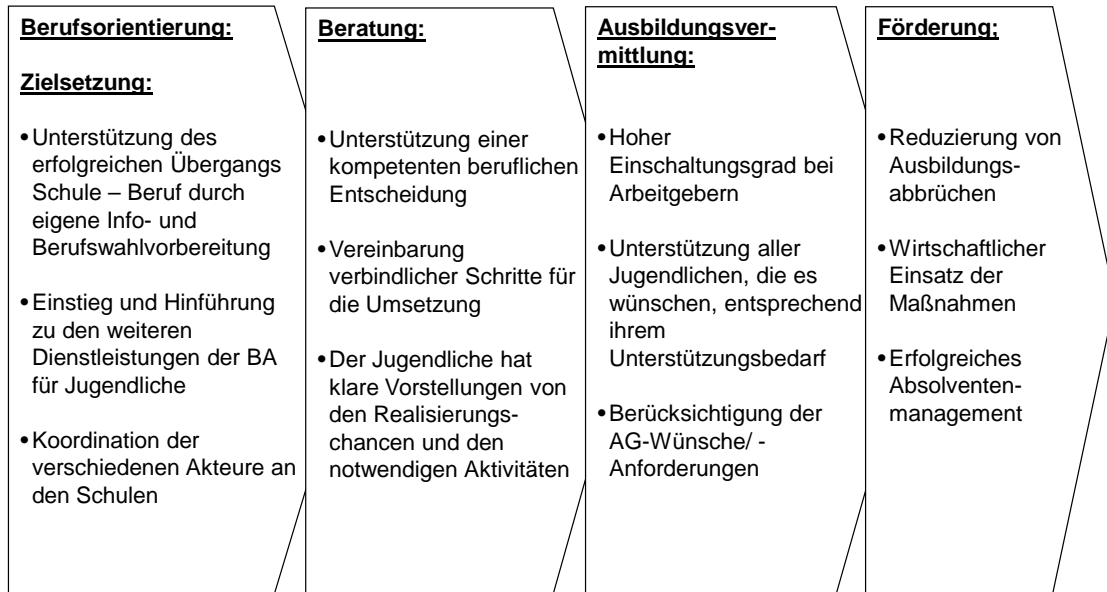 Berufsorientierung:
Zielsetzung:
•Unterstützung des
erfolgreichen Übergangs
Schule – Beruf durch
eigene Info- und
Berufswahlvorbereitung
•Einstieg und Hinführung
zu den weiteren
Dienstleistungen der BA
für Jugendliche
•Koordination der
verschiedenen Akteure an
den Schulen
Beratung:
•Unterstützung einer
kompetenten beruflichen
Entscheidung
•Vereinbarung
verbindlicher Schritte für
die Umsetzung
•Der Jugendliche hat
klare Vorstellungen von
den Realisierungs-
chancen und den
notwendigen Aktivitäten
Ausbildungsver-
mittlung:
•Hoher
Einschaltungsgrad bei
Arbeitgebern
•Unterstützung aller
Jugendlichen, die es
wünschen, entsprechend
ihrem
Unterstützungsbedarf
•Berücksichtigung der
AG-Wünsche/ -
Anforderungen
Förderung;
•Reduzierung von
Ausbildungs-
abbrüchen
•Wirtschaftlicher
Einsatz der
Maßnahmen
•Erfolgreiches
Absolventen-
management